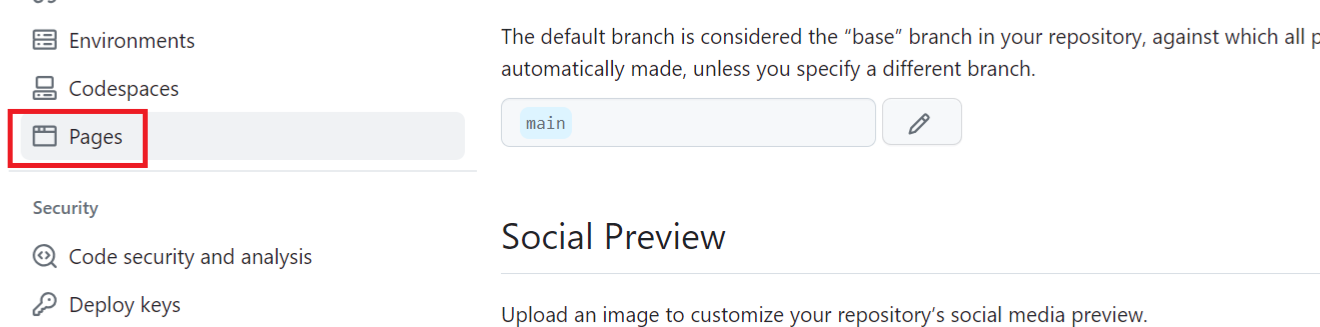 Environments
Codespaces
Pages
Security
Code security and analysis
Deploy keys
The default branch is considered the “base” branch in your repository, against which all
automatically made, unless you specify a different branch.
main
Social Preview
Upload an image to customize your repository’s social media preview.